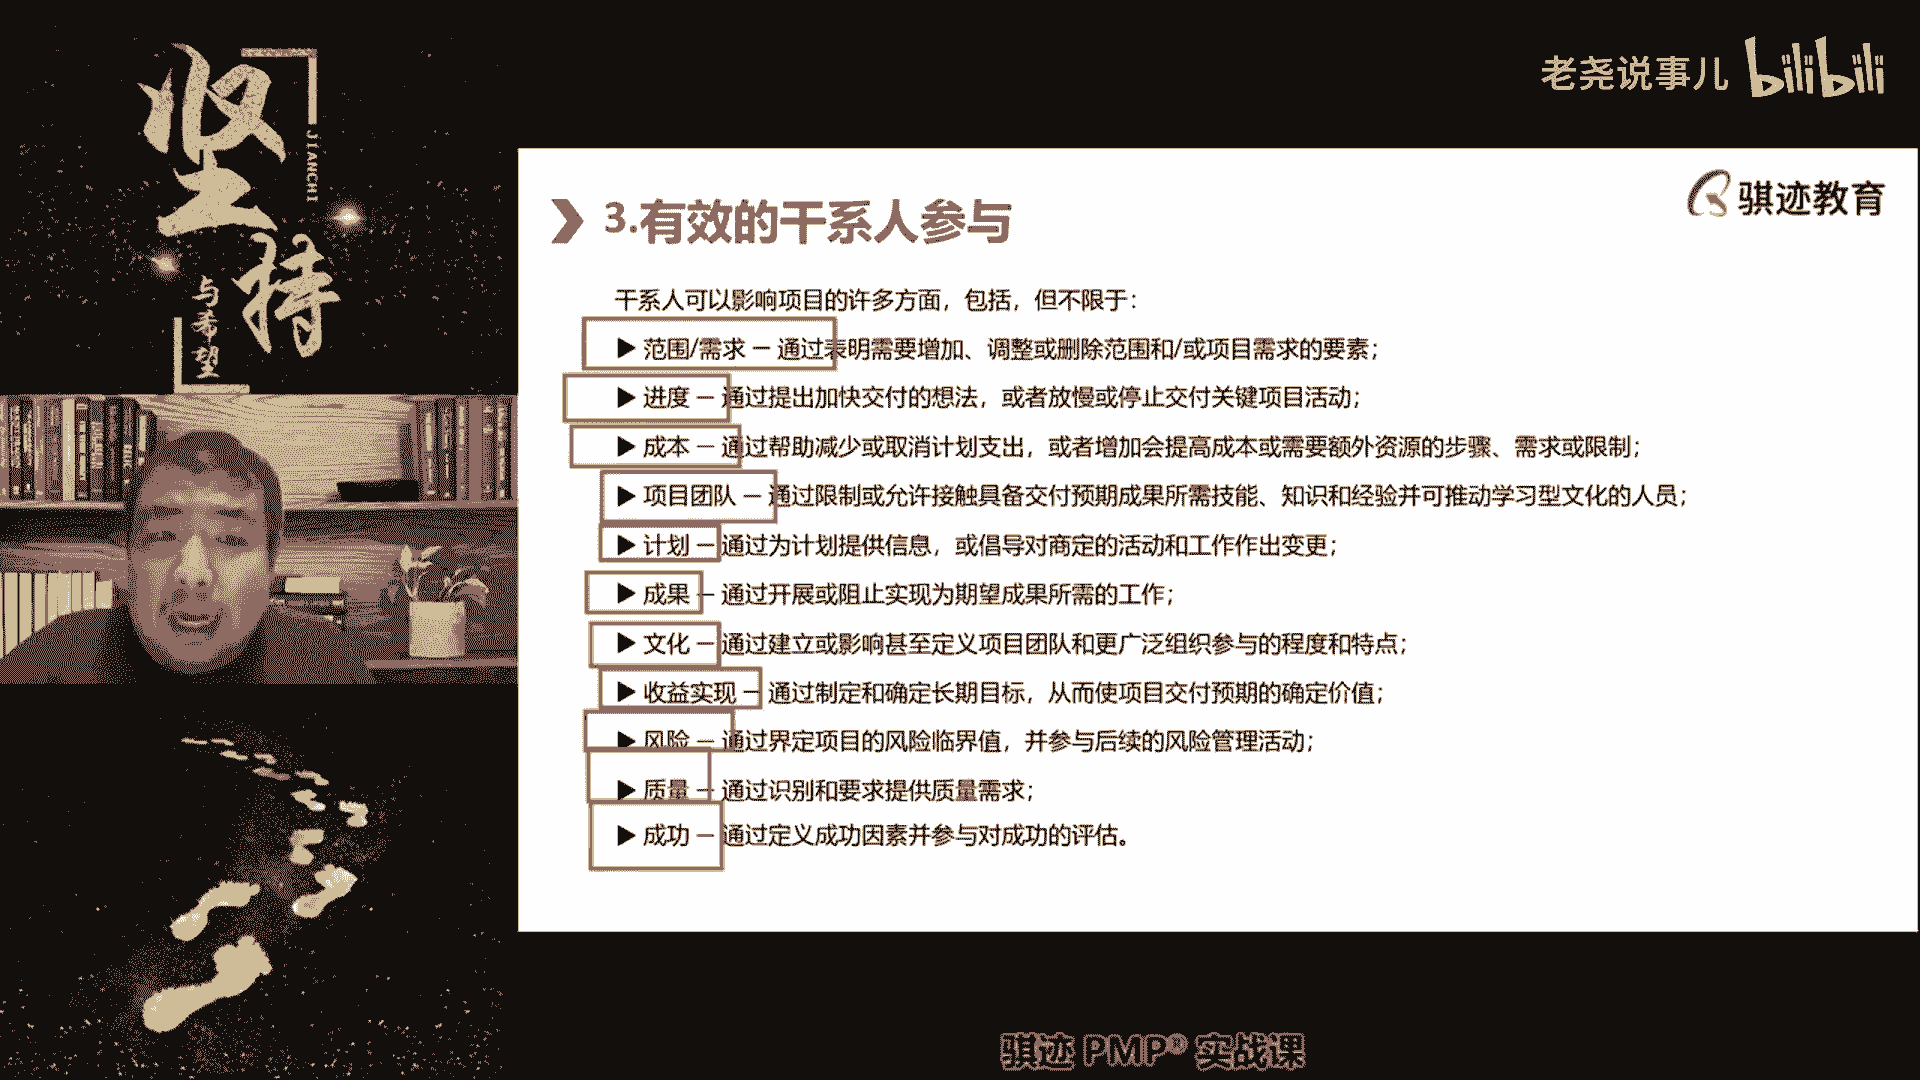 坚持
JIANCHI
与希望
老尧说事儿 bilibili
骐迹教育
3.有效的干系人参与
干系人可以影响项目的许多方面，包括，但不限于：
▶ 范围/需求 — 通过表明需要增加、调整或删除范围和/或项目需求的要素；
▶ 进度 — 通过提出加快交付的想法，或者放慢或停止交付关键项目活动；
▶ 成本 — 通过帮助减少或取消计划支出，或者增加会提高成本或需要额外资源的步骤、需求或限制；
▶ 项目团队 — 通过限制或允许接触具备交付预期成果所需技能、知识和经验并可推动学习型文化的人员；
▶ 计划 — 通过为计划提供信息，或倡导对商定的活动和工作作出变更；
▶ 成果 — 通过开展或阻止实现为期望成果所需的工作；
▶ 文化 — 通过建立或影响甚至定义项目团队和更广泛组织参与的程度和特点；
▶ 收益实现 — 通过制定和确定长期目标，从而使项目交付预期的确定价值；
▶ 风险 — 通过界定项目的风险临界值，并参与后续的风险管理活动；
▶ 质量 — 通过识别和要求提供质量需求；
▶ 成功 — 通过定义成功因素并参与对成功的评估。
骐迹 PMP® 实战课